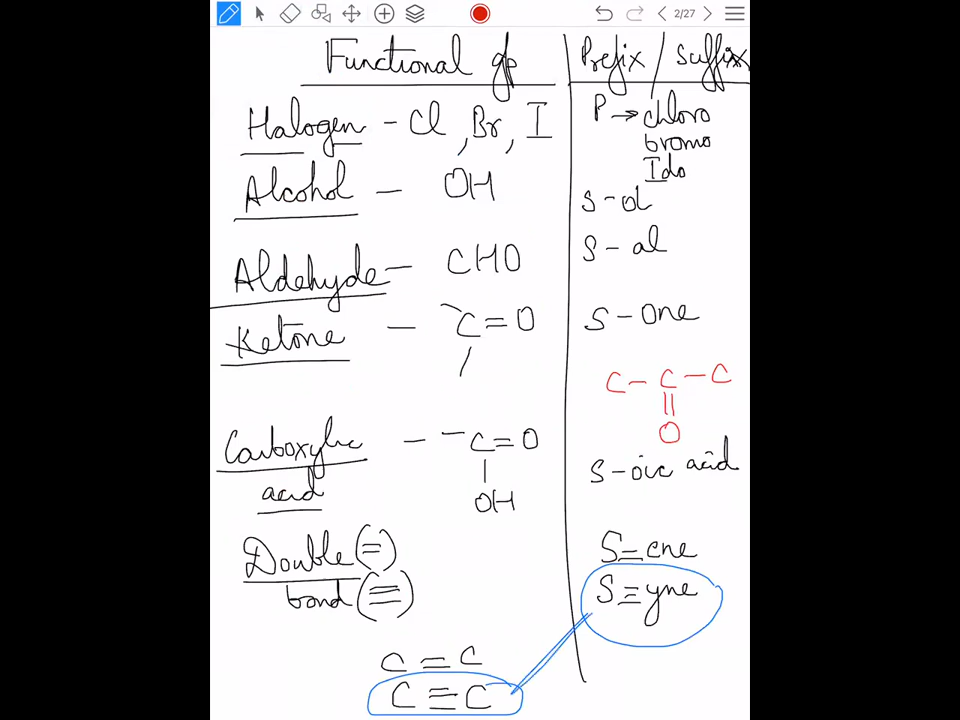 2/27
Functional gp Prefix / Suffix
Halogen - Cl, Br, I P → chloro
bromo
Ido
Alcohol - OH S - ol
Aldehyde - CHO S - al
Ketone - C = O S - one
C - C - C
O
Carboxylic - - C = O S - oic acid
acid OH
Double (=) S = ene
bond (≡) S ≡ yne
C = C
C ≡ C